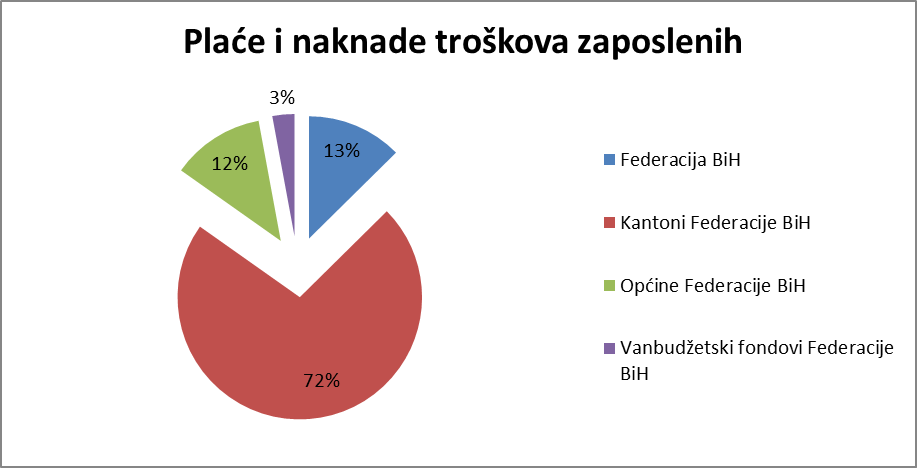 Plaće i naknade troškova zaposlenih
3%
13%
12%
72%
Federacija BiH
Kantoni Federacije BiH
Općine Federacije BiH
Vanbudžetski fondovi Federacije
BiH